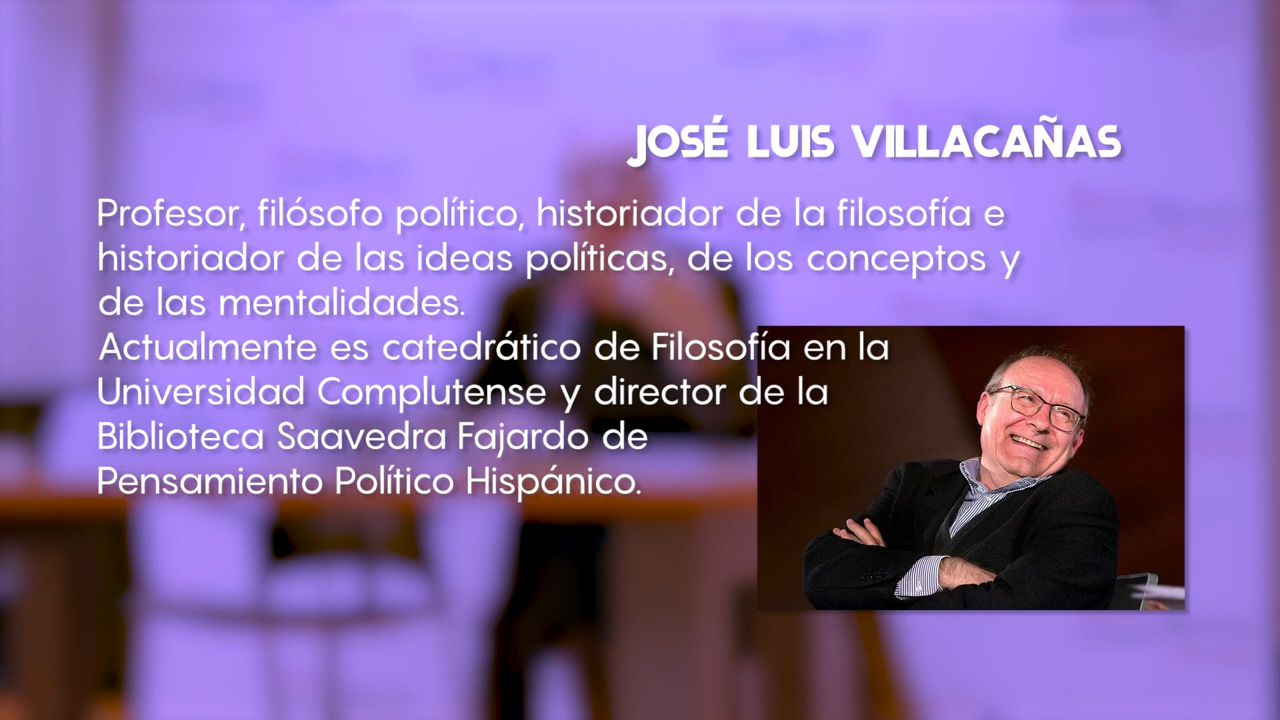 JOSÉ LUIS VILLACAÑAS
Profesor, filósofo político, historiador de la filosofía e
historiador de las ideas políticas, de los conceptos y
de las mentalidades.
Actualmente es catedrático de Filosofía en la
Universidad Complutense y director de la
Biblioteca Saavedra Fajardo de
Pensamiento Político Hispánico.